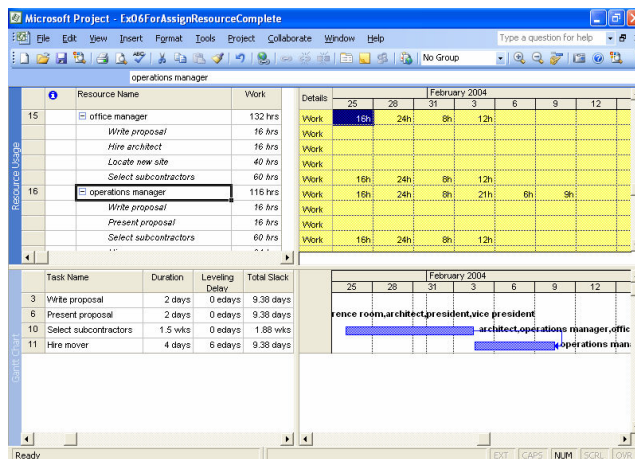 Microsoft Project - Ex06ForAssignResourceComplete
File Edit View Insert Format Tools Project Collaborate Window Help Type a question for help
No Group
operations manager
Resource Name Work Details February 2004
25 28 31 3 6 9 12
15 office manager 132 hrs Work 16h 24h 8h 12h
Write proposal 16 hrs Work
Hire architect 16 hrs Work
Locate new site 40 hrs Work
Select subcontractors 60 hrs Work 16h 24h 8h 12h
16 operations manager 116 hrs Work 16h 24h 8h 21h 6h 9h
Write proposal 16 hrs Work
Present proposal 16 hrs Work
Select subcontractors 60 hrs Work 16h 24h 8h 12h
Resource Usage
Task Name Duration Leveling Delay Total Slack February 2004
25 28 31 3 6 9 12
3 Write proposal 2 days 0 edays 9.38 days
6 Present proposal 2 days 0 edays 9.38 days rence room,architect,president,vice president
10 Select subcontractors 1.5 wks 0 edays 1.88 wks architect,operations manager,offic
11 Hire mover 4 days 6 edays 9.38 days operations man
Gantt Chart
Ready EXT CAPS NUM SCRL OVR